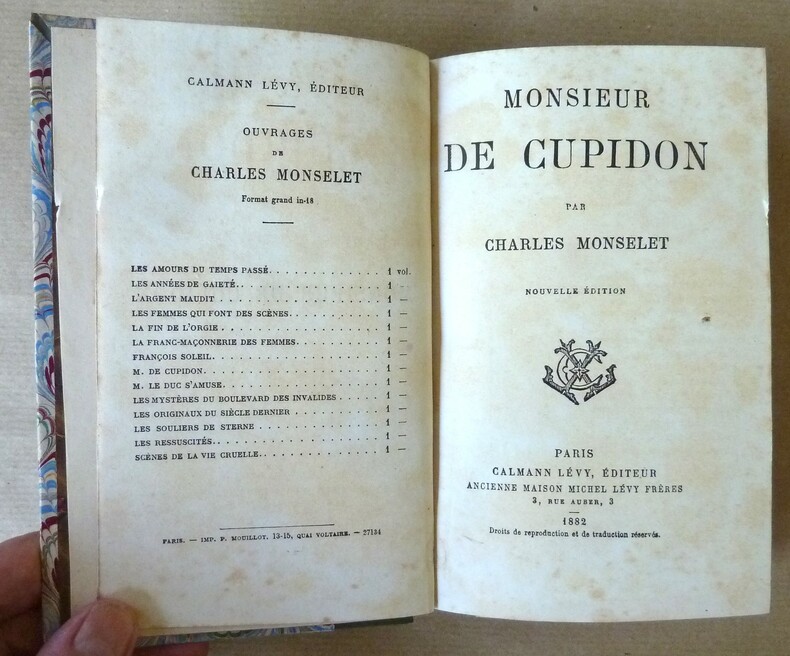 CALMANN LÉVY, ÉDITEUR
OUVRAGES
DE
CHARLES MONSELET
Format grand in-18
LES AMOURS DU TEMPS PASSÉ. . . . . . . . . . . . . 1 vol.
LES ANNÉES DE GAIETÉ. . . . . . . . . . . . . . . . 1 —
L'ARGENT MAUDIT . . . . . . . . . . . . . . . . . . 1 —
LES FEMMES QUI FONT DES SCÈNES. . . . . . . . . . . 1 —
LA FIN DE L'ORGIE . . . . . . . . . . . . . . . . . 1 —
LA FRANC-MAÇONNERIE DES FEMMES. . . . . . . . . . . 1 —
FRANÇOIS SOLEIL. . . . . . . . . . . . . . . . . . 1 —
M. DE CUPIDON. . . . . . . . . . . . . . . . . . . 1 —
M. LE DUC S'AMUSE. . . . . . . . . . . . . . . . . 1 —
LES MYSTÈRES DU BOULEVARD DES INVALIDES . . . . . . 1 —
LES ORIGINAUX DU SIÈCLE DERNIER . . . . . . . . . . 1 —
LES SOULIERS DE STERNE . . . . . . . . . . . . . . 1 —
LES RESSUSCITÉS. . . . . . . . . . . . . . . . . . 1 —
SCÈNES DE LA VIE CRUELLE. . . . . . . . . . . . . . 1 —
PARIS. — IMP. P. MOUILLOT, 13-15, QUAI VOLTAIRE. — 27134
MONSIEUR
DE CUPIDON
PAR
CHARLES MONSELET
NOUVELLE ÉDITION
PARIS
CALMANN LÉVY, ÉDITEUR
ANCIENNE MAISON MICHEL LÉVY FRÈRES
3, RUE AUBER, 3
1882
Droits de reproduction et de traduction réservés.